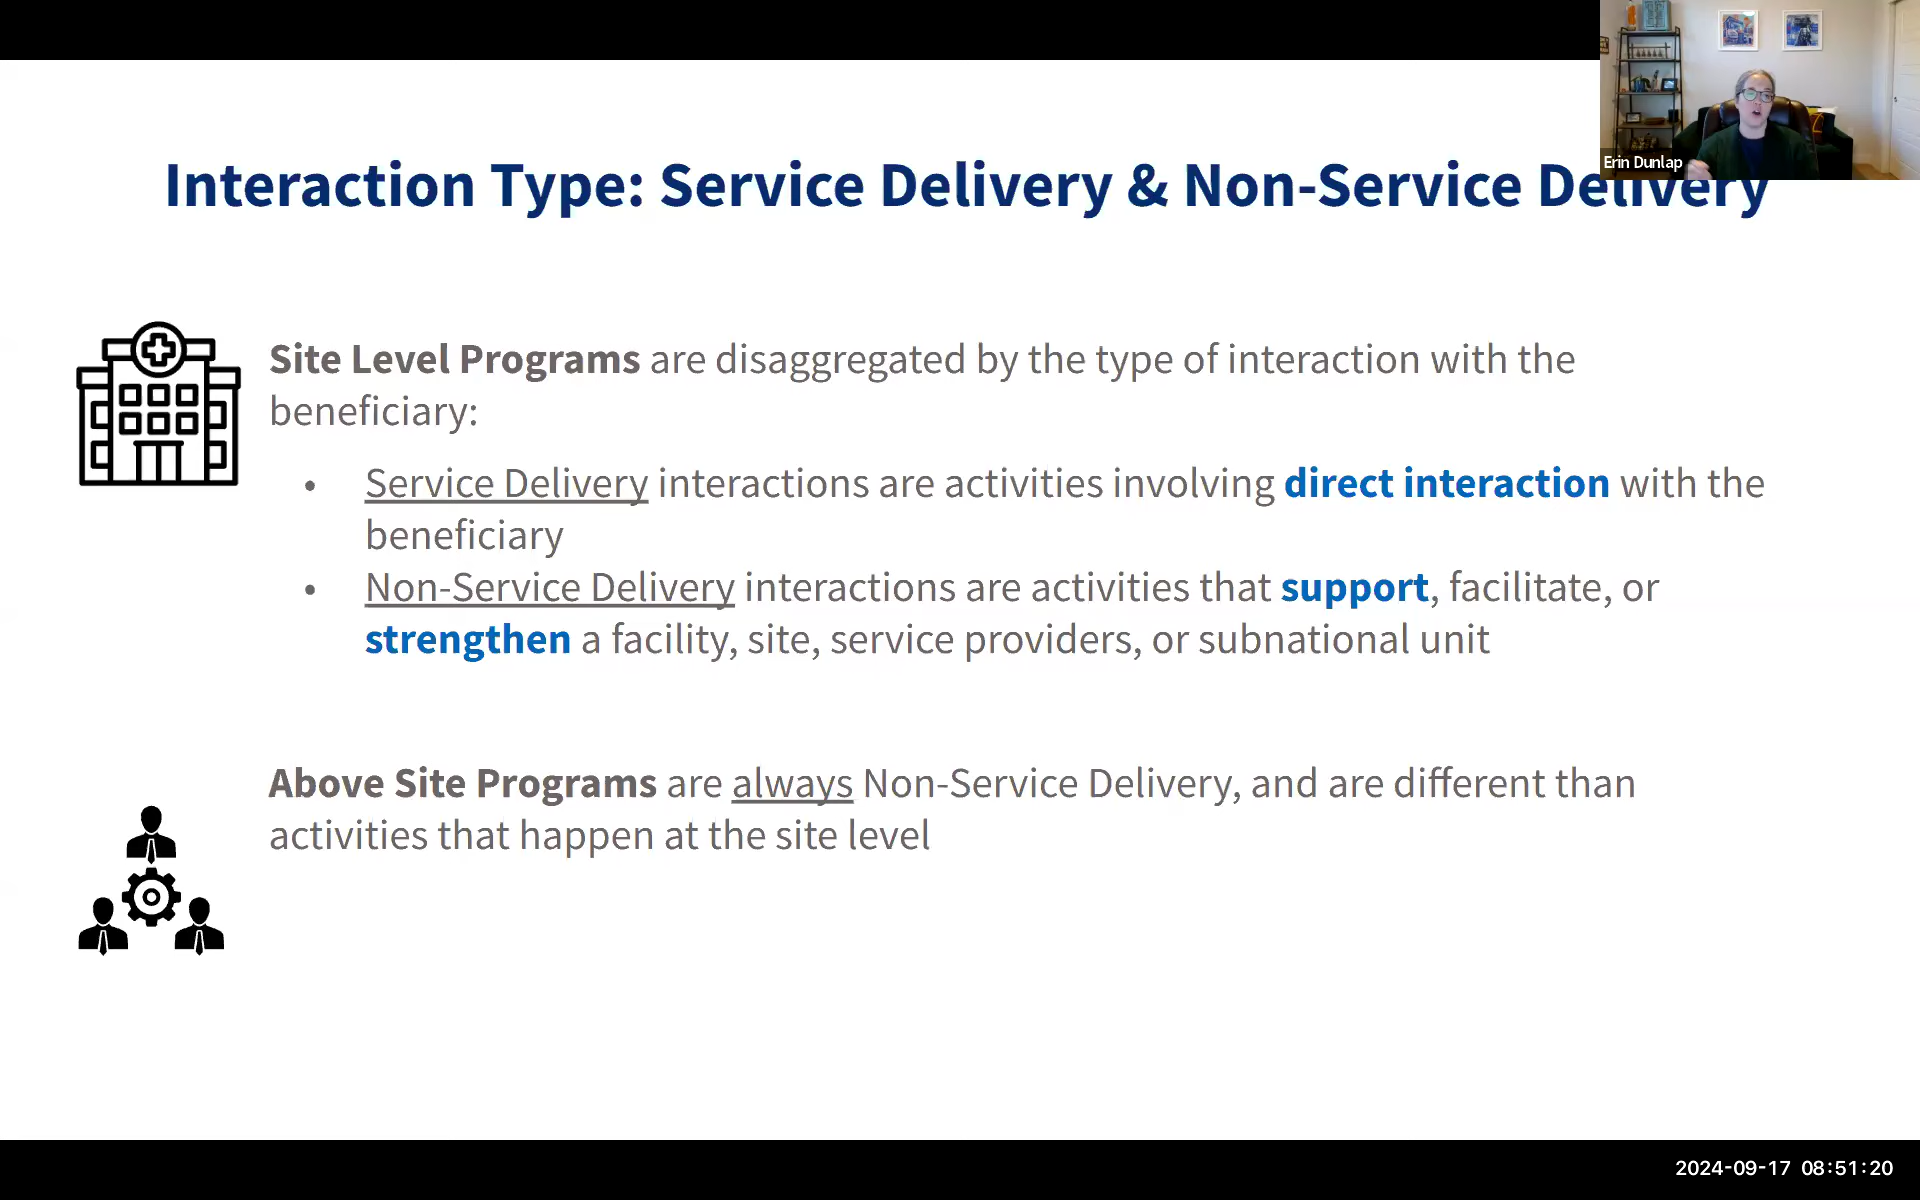 Erin Dunlap
Interaction Type: Service Delivery & Non-Service Delivery
Site Level Programs are disaggregated by the type of interaction with the
beneficiary:
• Service Delivery interactions are activities involving direct interaction with the
beneficiary
• Non-Service Delivery interactions are activities that support, facilitate, or
strengthen a facility, site, service providers, or subnational unit
Above Site Programs are always Non-Service Delivery, and are different than
activities that happen at the site level
2024-09-17 08:51:20